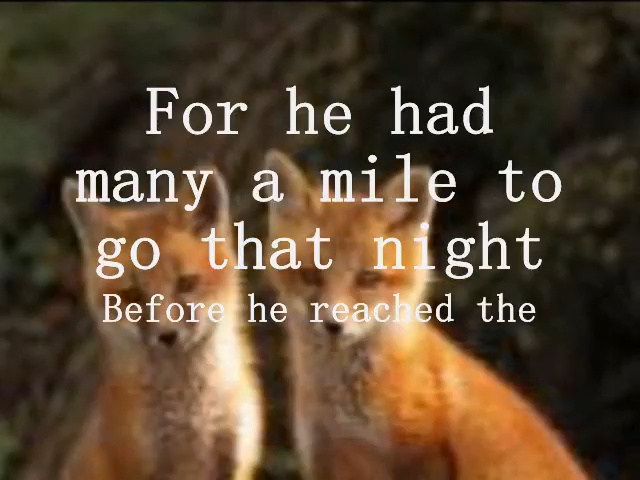 For he had
many a mile to
go that night
Before he reached the